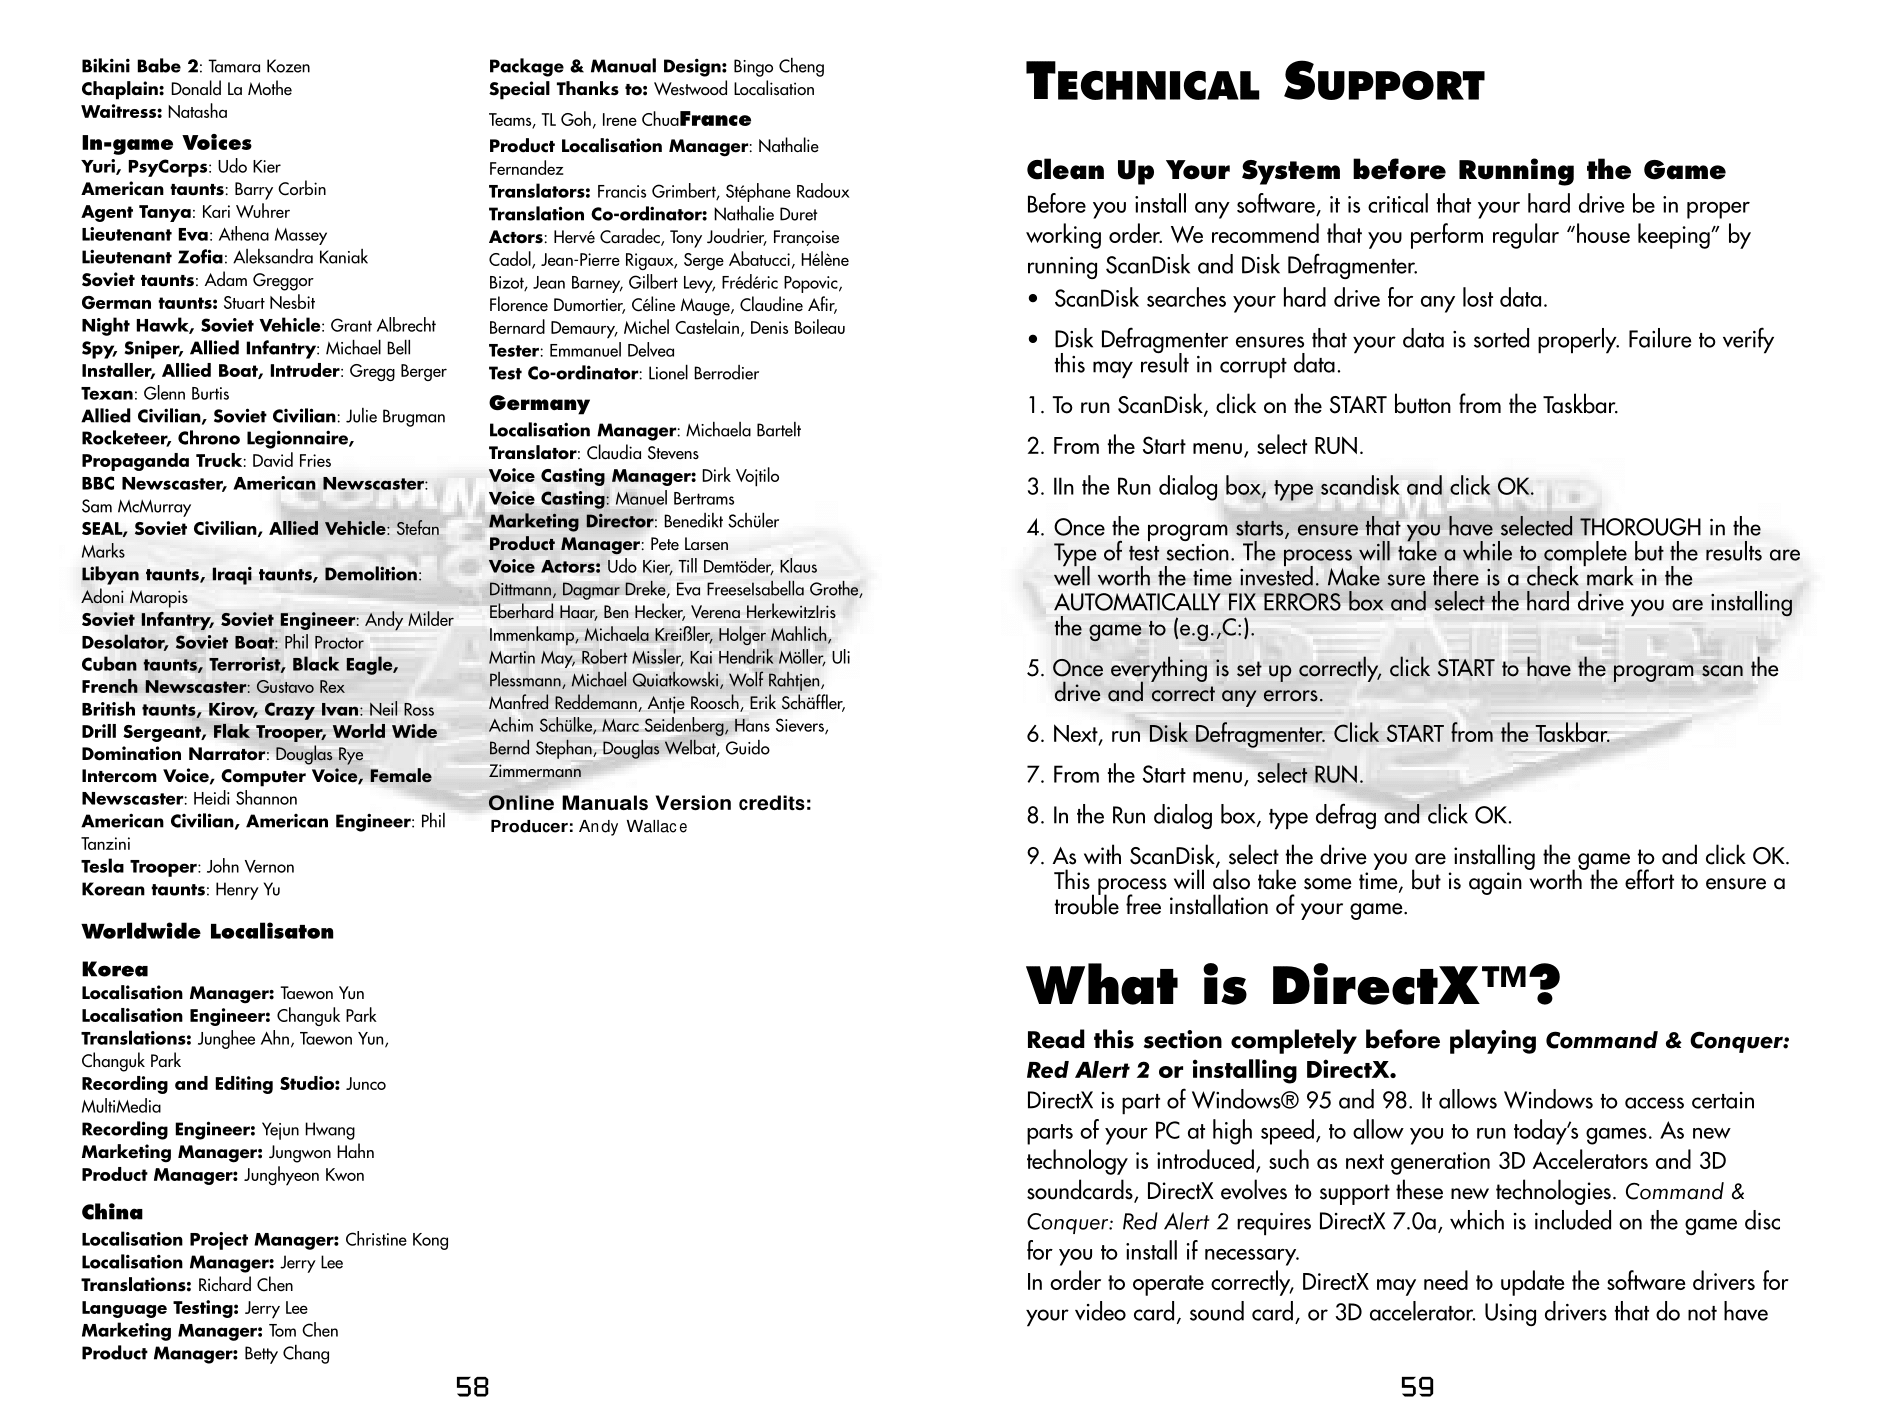 Bikini Babe 2: Tamara Kozen
Chaplain: Donald La Mothe
Waitress: Natasha
In-game Voices
Yuri, PsyCorps: Udo Kier
American taunts: Barry Corbin
Agent Tanya: Kari Wuhrer
Lieutenant Eva: Athena Massey
Lieutenant Zofia: Aleksandra Kaniak
Soviet taunts: Adam Greggor
German taunts: Stuart Nesbit
Night Hawk, Soviet Vehicle: Grant Albrecht
Spy, Sniper, Allied Infantry: Michael Bell
Installer, Allied Boat, Intruder: Gregg Berger
Texan: Glenn Burtis
Allied Civilian, Soviet Civilian: Julie Brugman
Rocketeer, Chrono Legionnaire,
Propaganda Truck: David Fries
BBC Newscaster, American Newscaster:
Sam McMurray
SEAL, Soviet Civilian, Allied Vehicle: Stefan
Marks
Libyan taunts, Iraqi taunts, Demolition:
Adoni Maropis
Soviet Infantry, Soviet Engineer: Andy Milder
Desolator, Soviet Boat: Phil Proctor
Cuban taunts, Terrorist, Black Eagle,
French Newscaster: Gustavo Rex
British taunts, Kirov, Crazy Ivan: Neil Ross
Drill Sergeant, Flak Trooper, World Wide
Domination Narrator: Douglas Rye
Intercom Voice, Computer Voice, Female
Newscaster: Heidi Shannon
American Civilian, American Engineer: Phil
Tanzini
Tesla Trooper: John Vernon
Korean taunts: Henry Yu
Worldwide Localisaton
Korea
Localisation Manager: Taewon Yun
Localisation Engineer: Changuk Park
Translations: Junghee Ahn, Taewon Yun,
Changuk Park
Recording and Editing Studio: Junco
MultiMedia
Recording Engineer: Yejun Hwang
Marketing Manager: Jungwon Hahn
Product Manager: Junghyeon Kwon
China
Localisation Project Manager: Christine Kong
Localisation Manager: Jerry Lee
Translations: Richard Chen
Language Testing: Jerry Lee
Marketing Manager: Tom Chen
Product Manager: Betty Chang
Package & Manual Design: Bingo Cheng
Special Thanks to: Westwood Localisation
Teams, TL Goh, Irene ChuaFrance
Product Localisation Manager: Nathalie
Fernandez
Translators: Francis Grimbert, Stéphane Radoux
Translation Co-ordinator: Nathalie Duret
Actors: Hervé Caradec, Tony Joudrier, Françoise
Cadol, Jean-Pierre Rigaux, Serge Abatucci, Hélène
Bizot, Jean Barney, Gilbert Levy, Frédéric Popovic,
Florence Dumortier, Céline Mauge, Claudine Afir,
Bernard Demaury, Michel Castelain, Denis Boileau
Tester: Emmanuel Delvea
Test Co-ordinator: Lionel Berrodier
Germany
Localisation Manager: Michaela Bartelt
Translator: Claudia Stevens
Voice Casting Manager: Dirk Vojtilo
Voice Casting: Manuel Bertrams
Marketing Director: Benedikt Schüler
Product Manager: Pete Larsen
Voice Actors: Udo Kier, Till Demtöder, Klaus
Dittmann, Dagmar Dreke, Eva FreeseIsabella Grothe,
Eberhard Haar, Ben Hecker, Verena HerkewitzIris
Immenkamp, Michaela Kreißler, Holger Mahlich,
Martin May, Robert Missler, Kai Hendrik Möller, Uli
Plessmann, Michael Quiatkowski, Wolf Rahtjen,
Manfred Reddemann, Antje Roosch, Erik Schäffler,
Achim Schülke, Marc Seidenberg, Hans Sievers,
Bernd Stephan, Douglas Welbat, Guido
Zimmermann
Online Manuals Version credits:
Producer: Andy Wallace
58
TECHNICAL SUPPORT
Clean Up Your System before Running the Game
Before you install any software, it is critical that your hard drive be in proper
working order. We recommend that you perform regular “house keeping” by
running ScanDisk and Disk Defragmenter.
• ScanDisk searches your hard drive for any lost data.
• Disk Defragmenter ensures that your data is sorted properly. Failure to verify
this may result in corrupt data.
1. To run ScanDisk, click on the START button from the Taskbar.
2. From the Start menu, select RUN.
3. IIn the Run dialog box, type scandisk and click OK.
4. Once the program starts, ensure that you have selected THOROUGH in the
Type of test section. The process will take a while to complete but the results are
well worth the time invested. Make sure there is a check mark in the
AUTOMATICALLY FIX ERRORS box and select the hard drive you are installing
the game to (e.g.,C:).
5. Once everything is set up correctly, click START to have the program scan the
drive and correct any errors.
6. Next, run Disk Defragmenter. Click START from the Taskbar.
7. From the Start menu, select RUN.
8. In the Run dialog box, type defrag and click OK.
9. As with ScanDisk, select the drive you are installing the game to and click OK.
This process will also take some time, but is again worth the effort to ensure a
trouble free installation of your game.
What is DirectX™?
Read this section completely before playing Command & Conquer:
Red Alert 2 or installing DirectX.
DirectX is part of Windows® 95 and 98. It allows Windows to access certain
parts of your PC at high speed, to allow you to run today’s games. As new
technology is introduced, such as next generation 3D Accelerators and 3D
soundcards, DirectX evolves to support these new technologies. Command &
Conquer: Red Alert 2 requires DirectX 7.0a, which is included on the game disc
for you to install if necessary.
In order to operate correctly, DirectX may need to update the software drivers for
your video card, sound card, or 3D accelerator. Using drivers that do not have
59
COMMAND
&
CONQUER
RED ALERT
2